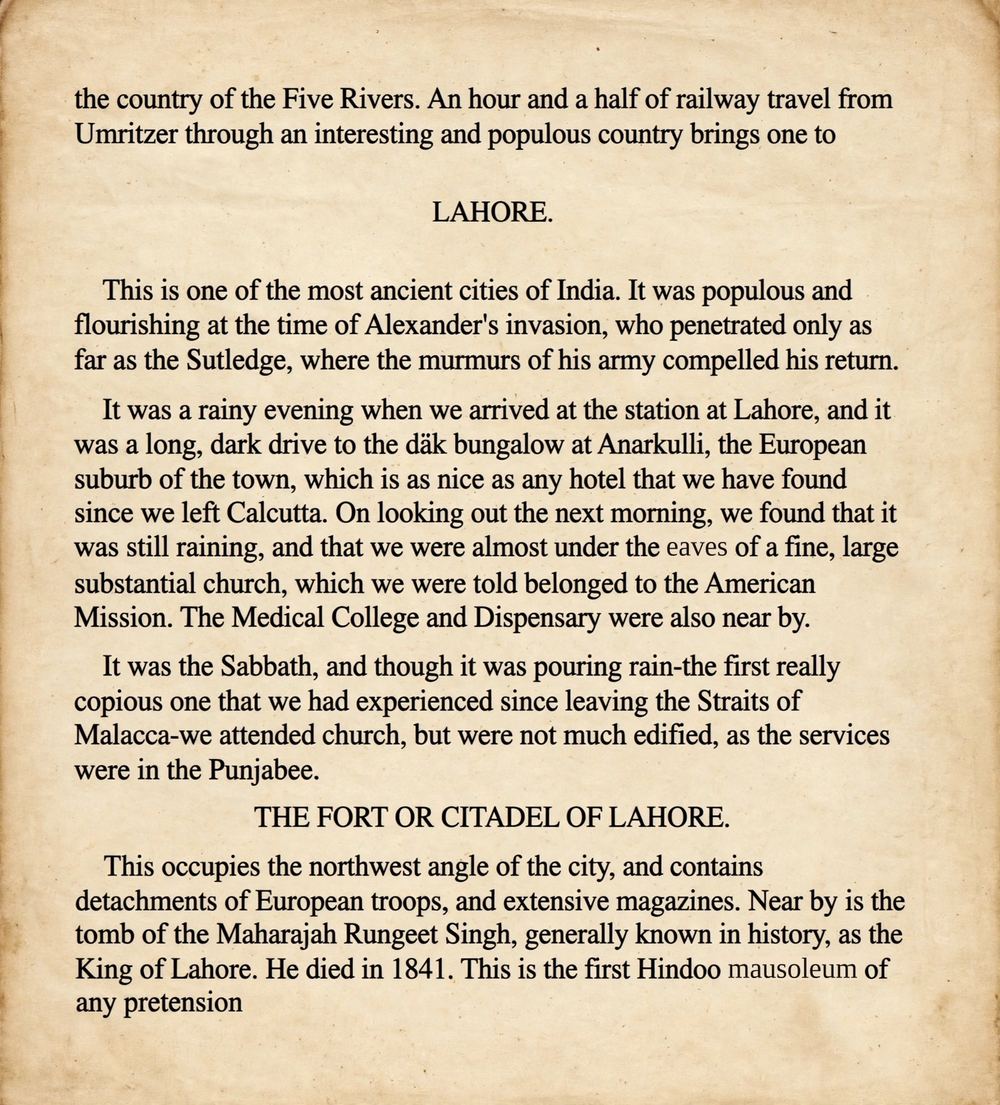 the country of the Five Rivers. An hour and a half of railway travel from
Umritzer through an interesting and populous country brings one to
LAHORE.
This is one of the most ancient cities of India. It was populous and
flourishing at the time of Alexander's invasion, who penetrated only as
far as the Sutledge, where the murmurs of his army compelled his return.
It was a rainy evening when we arrived at the station at Lahore, and it
was a long, dark drive to the däk bungalow at Anarkulli, the European
suburb of the town, which is as nice as any hotel that we have found
since we left Calcutta. On looking out the next morning, we found that it
was still raining, and that we were almost under the eaves of a fine, large
substantial church, which we were told belonged to the American
Mission. The Medical College and Dispensary were also near by.
It was the Sabbath, and though it was pouring rain-the first really
copious one that we had experienced since leaving the Straits of
Malacca-we attended church, but were not much edified, as the services
were in the Punjabee.
THE FORT OR CITADEL OF LAHORE.
This occupies the northwest angle of the city, and contains
detachments of European troops, and extensive magazines. Near by is the
tomb of the Maharajah Rungeet Singh, generally known in history, as the
King of Lahore. He died in 1841. This is the first Hindoo mausoleum of
any pretension